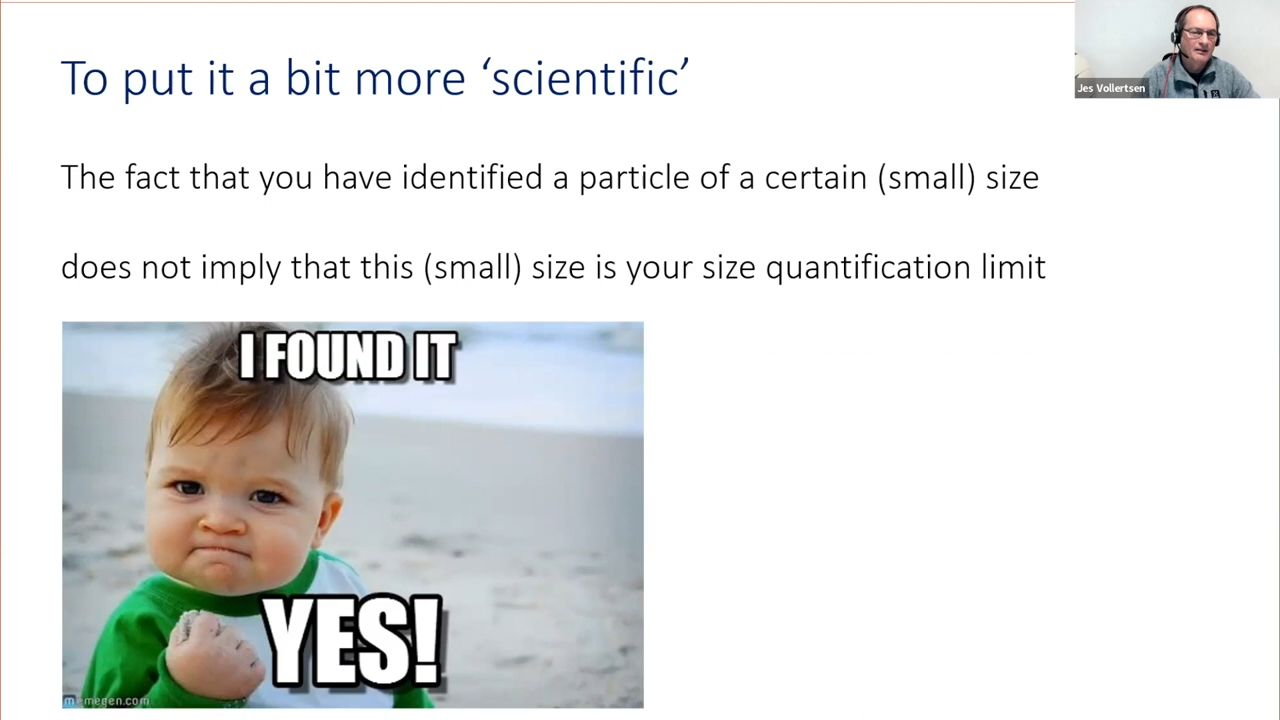 To put it a bit more ‘scientific’
Jes Vollertsen
The fact that you have identified a particle of a certain (small) size
does not imply that this (small) size is your size quantification limit
I FOUND IT
YES!
memegen.com